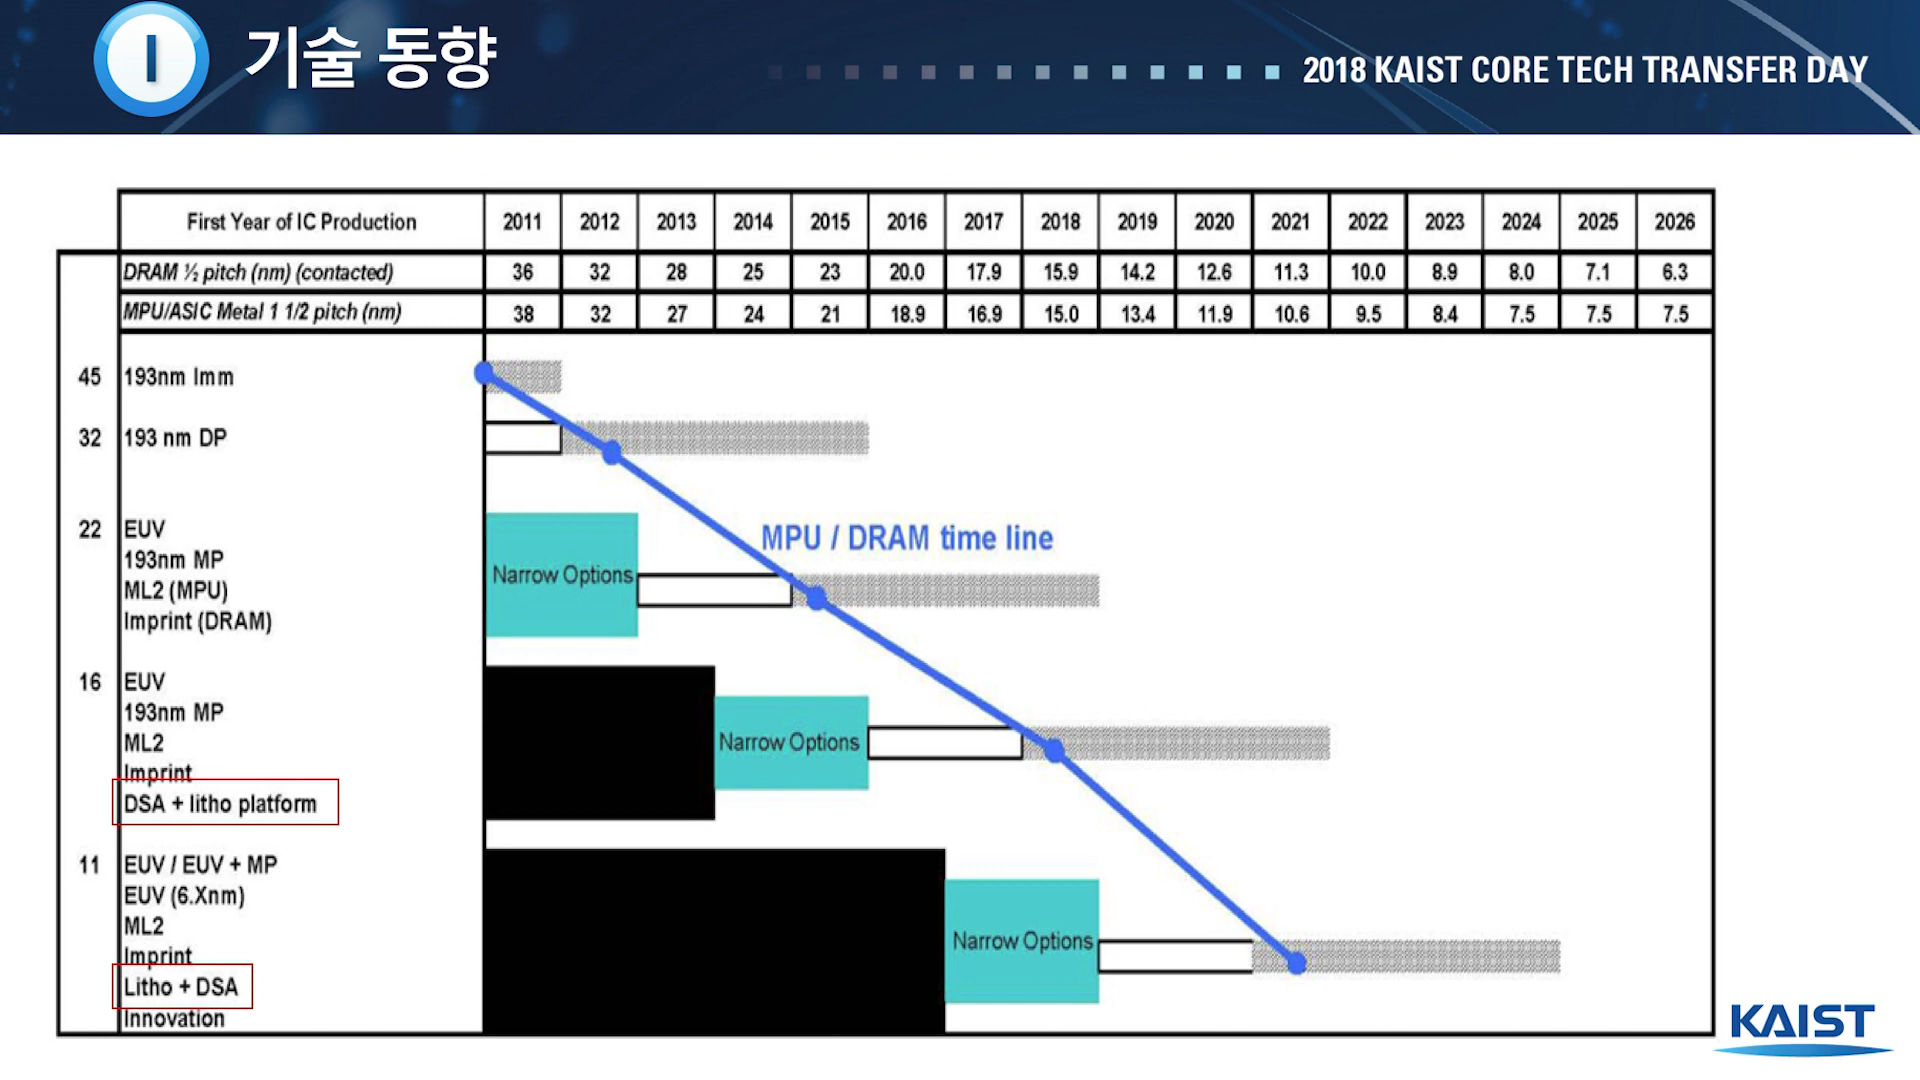 I 기술 동향
2018 KAIST CORE TECH TRANSFER DAY
First Year of IC Production 2011 2012 2013 2014 2015 2016 2017 2018 2019 2020 2021 2022 2023 2024 2025 2026
DRAM ½ pitch (nm) (contacted) 36 32 28 25 23 20.0 17.9 15.9 14.2 12.6 11.3 10.0 8.9 8.0 7.1 6.3
MPU/ASIC Metal 1 1/2 pitch (nm) 38 32 27 24 21 18.9 16.9 15.0 13.4 11.9 10.6 9.5 8.4 7.5 7.5 7.5
45 193nm Imm
32 193 nm DP
22 EUV
193nm MP
ML2 (MPU)
Imprint (DRAM)
Narrow Options
MPU / DRAM time line
16 EUV
193nm MP
ML2
Imprint
DSA + litho platform
Narrow Options
11 EUV / EUV + MP
EUV (6.Xnm)
ML2
Imprint
Litho + DSA
Innovation
Narrow Options
KAIST